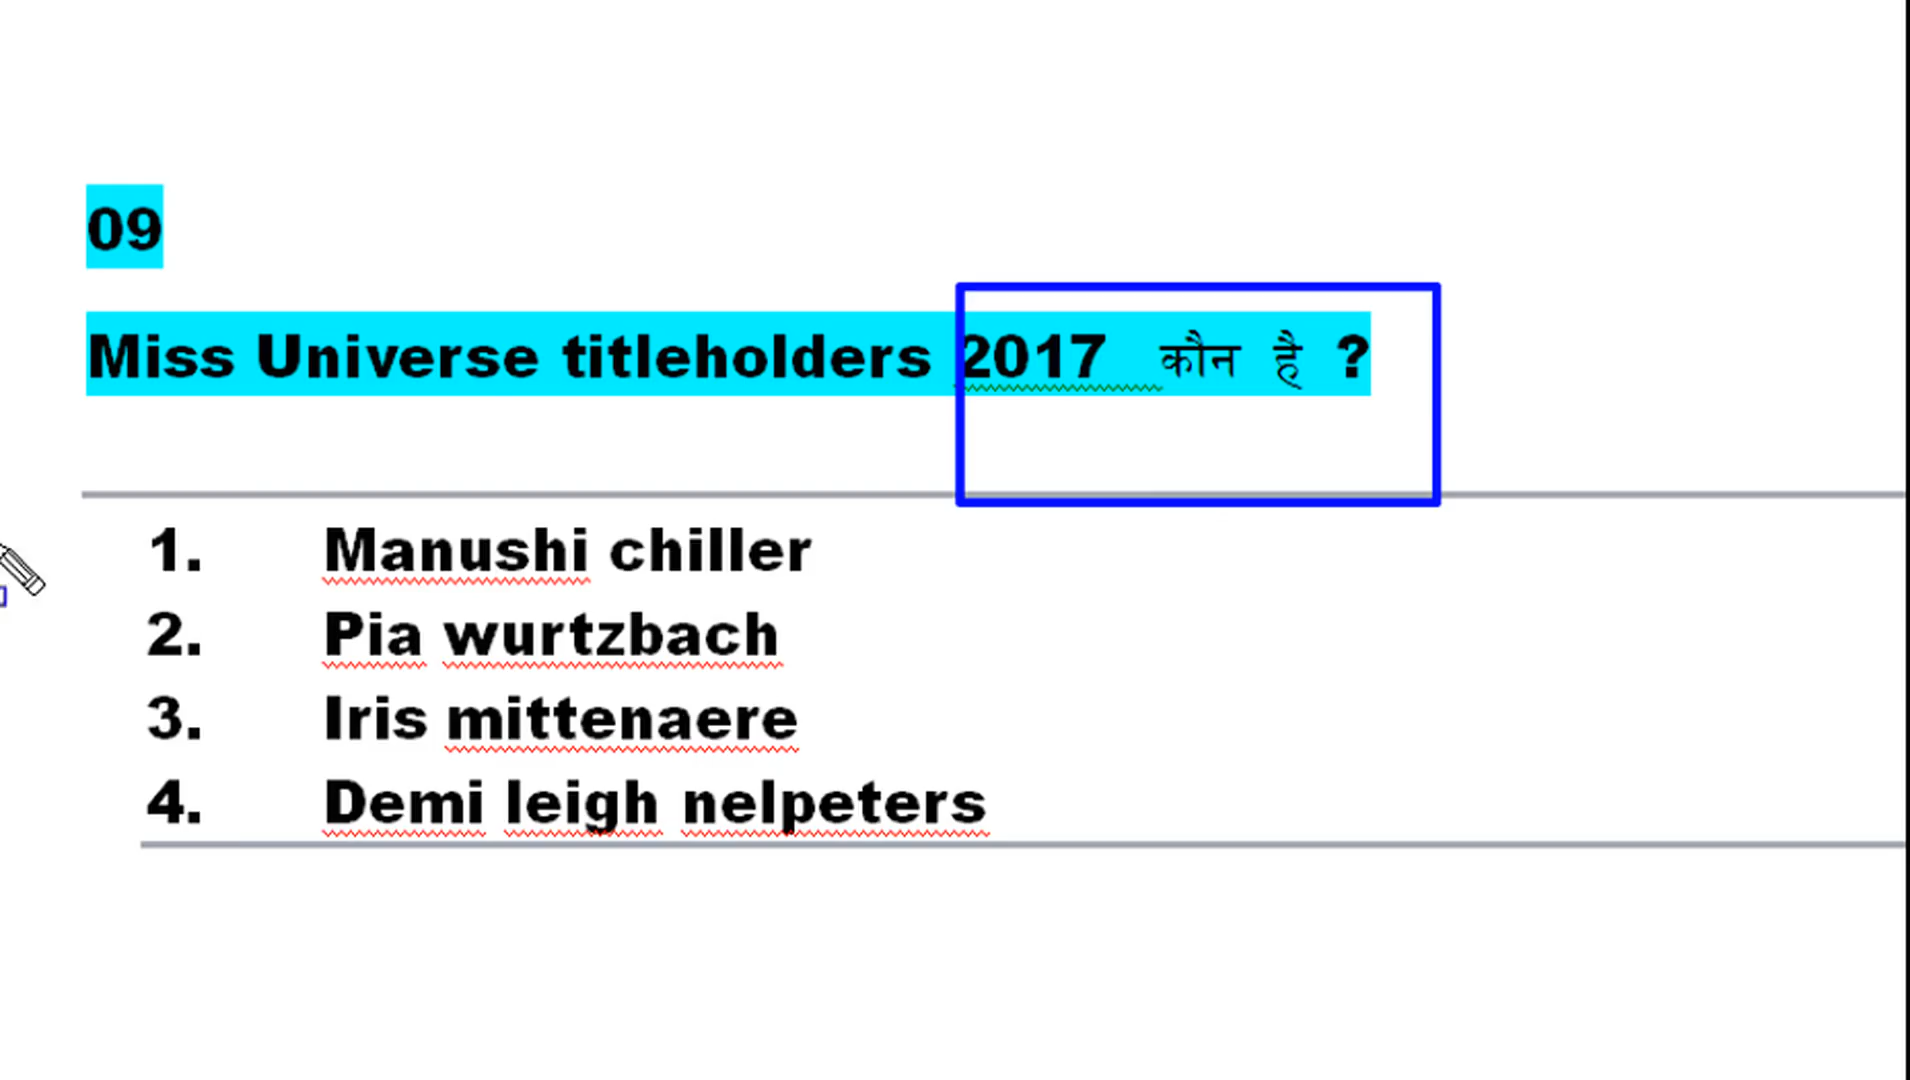 09
Miss Universe titleholders 2017 कौन है ?
1. Manushi chiller
2. Pia wurtzbach
3. Iris mittenaere
4. Demi leigh nelpeters